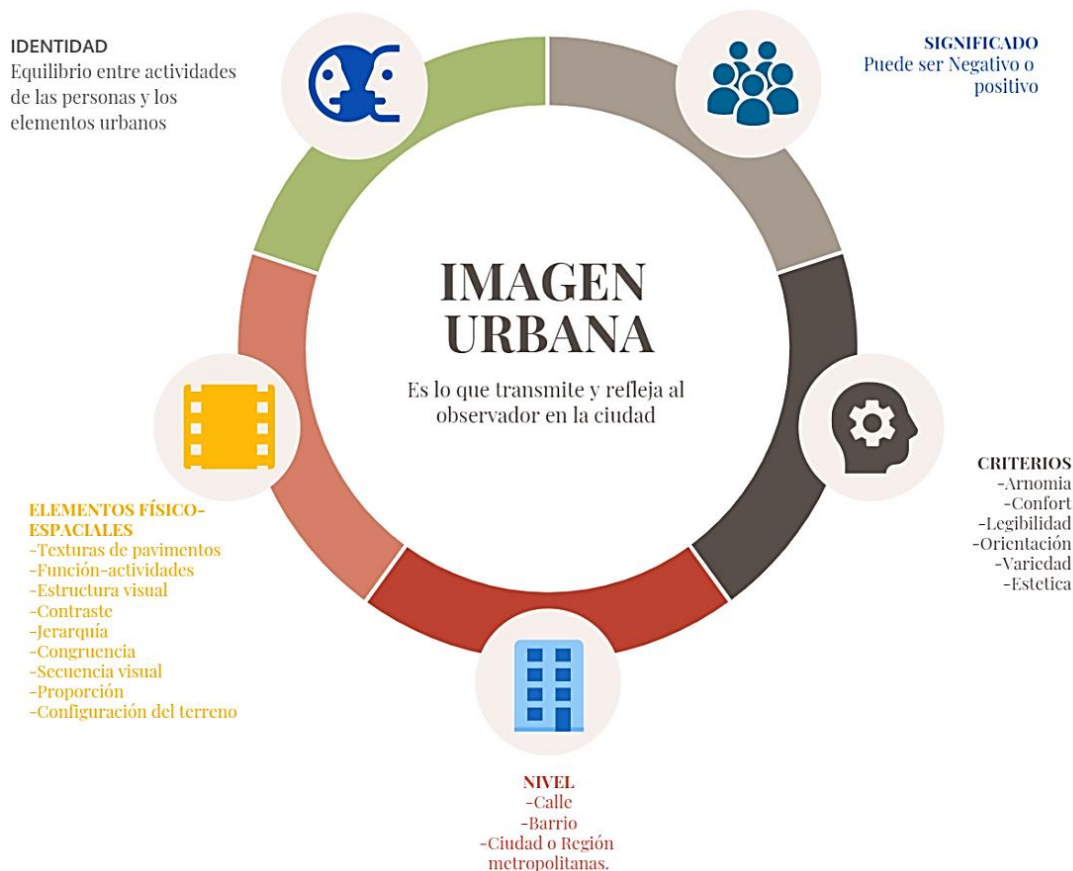 IDENTIDAD
Equilibrio entre actividades
de las personas y los
elementos urbanos
SIGNIFICADO
Puede ser Negativo o
positivo
IMAGEN
URBANA
Es lo que transmite y refleja al
observador en la ciudad
CRITERIOS
-Arnomia
-Confort
-Legibilidad
-Orientación
-Variedad
-Estetica
ELEMENTOS FÍSICO-
ESPACIALES
-Texturas de pavimentos
-Función-actividades
-Estructura visual
-Contraste
-Jerarquía
-Congruencia
-Secuencia visual
-Proporción
-Configuración del terreno
NIVEL
-Calle
-Barrio
-Ciudad o Región
metropolitanas.